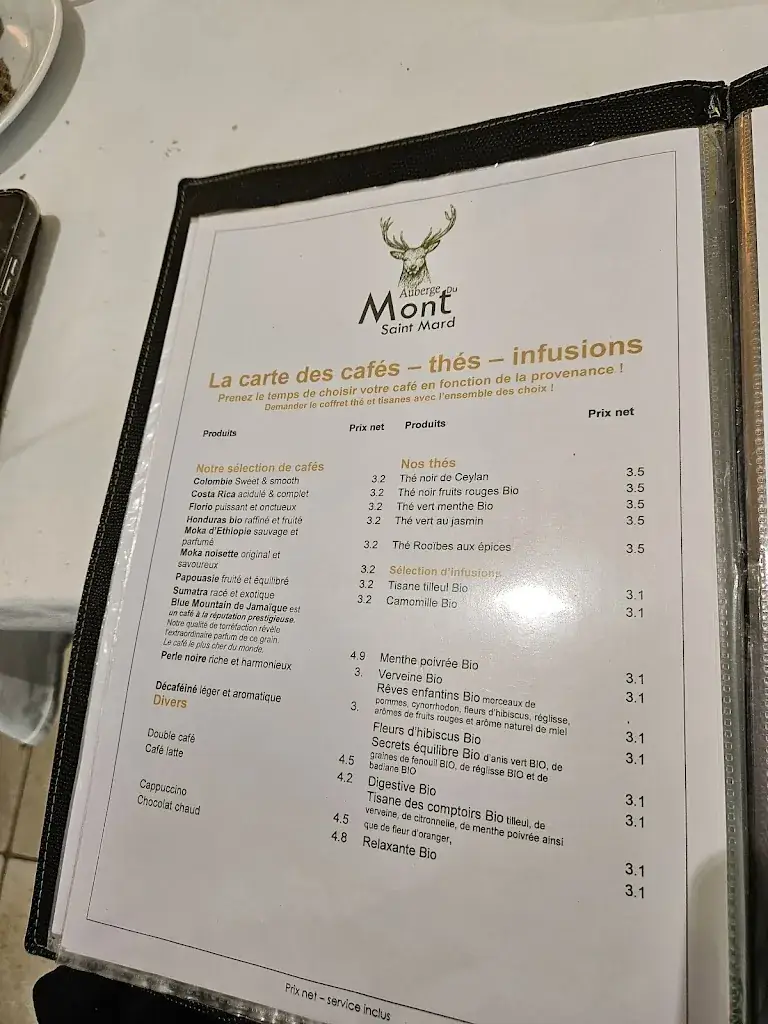 Auberge Du
Mont
Saint Mard
La carte des cafés – thés – infusions
Prenez le temps de choisir votre café en fonction de la provenance !
Demander le coffret thé et tisanes avec l'ensemble des choix !
Produits
Prix net
Notre sélection de cafés
Colombie Sweet & smooth 3.2
Costa Rica acidulé & complet 3.2
Florio puissant et onctueux 3.2
Honduras bio raffiné et fruité 3.2
Moka d'Ethiopie sauvage et
parfumé 3.2
Moka noisette original et
savoureux 3.2
Papouasie fruité et équilibré 3.2
Sumatra racé et exotique 3.2
Blue Mountain de Jamaïque est
un café à la réputation prestigieuse.
Notre qualité de torréfaction révèle
l'extraordinaire parfum de ce grain.
Le café le plus cher du monde. 4.9
Perle noire riche et harmonieux 3.
Décaféiné léger et aromatique 3.
Divers
Double café 4.5
Café latte 4.2
Cappuccino 4.5
Chocolat chaud 4.8
Produits
Prix net
Nos thés
Thé noir de Ceylan 3.5
Thé noir fruits rouges Bio 3.5
Thé vert menthe Bio 3.5
Thé vert au jasmin 3.5
Thé Rooïbes aux épices 3.5
Sélection d'infusions
Tisane tilleul Bio 3.1
Camomille Bio 3.1
Menthe poivrée Bio 3.1
Verveine Bio 3.1
Rêves enfantins Bio morceaux de
pommes, cynorrhodon, fleurs d'hibiscus, réglisse,
arômes de fruits rouges et arôme naturel de miel 3.1
Fleurs d'hibiscus Bio 3.1
Secrets équilibre Bio d'anis vert BIO, de
graines de fenouil BIO, de réglisse BIO et de
badiane BIO 3.1
Digestive Bio 3.1
Tisane des comptoirs Bio tilleul, de
verveine, de citronnelle, de menthe poivrée ainsi
que de fleur d'oranger, 3.1
Relaxante Bio 3.1
Prix net – service inclus